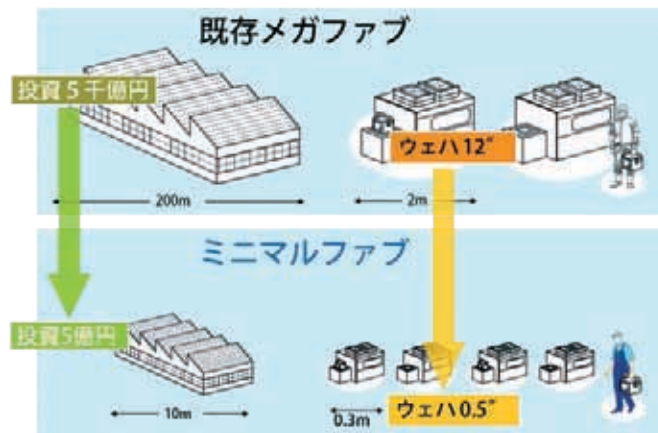 既存メガファブ
投資5千億円
ウェハ12"
200m
2m
ミニマルファブ
投資5億円
10m
0.3m
ウェハ0.5"